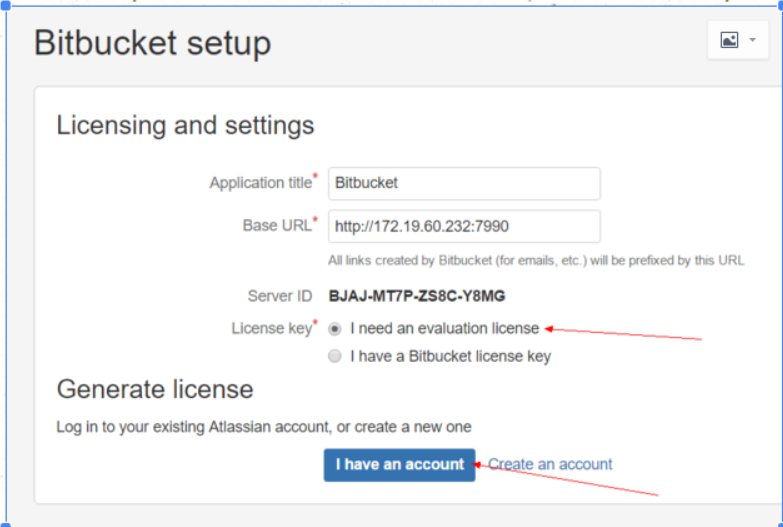 Bitbucket setup
Licensing and settings
Application title* Bitbucket
Base URL* http://172.19.60.232:7990
All links created by Bitbucket (for emails, etc.) will be prefixed by this URL
Server ID BJAJ-MT7P-ZS8C-Y8MG
License key* I need an evaluation license
I have a Bitbucket license key
Generate license
Log in to your existing Atlassian account, or create a new one
I have an account Create an account